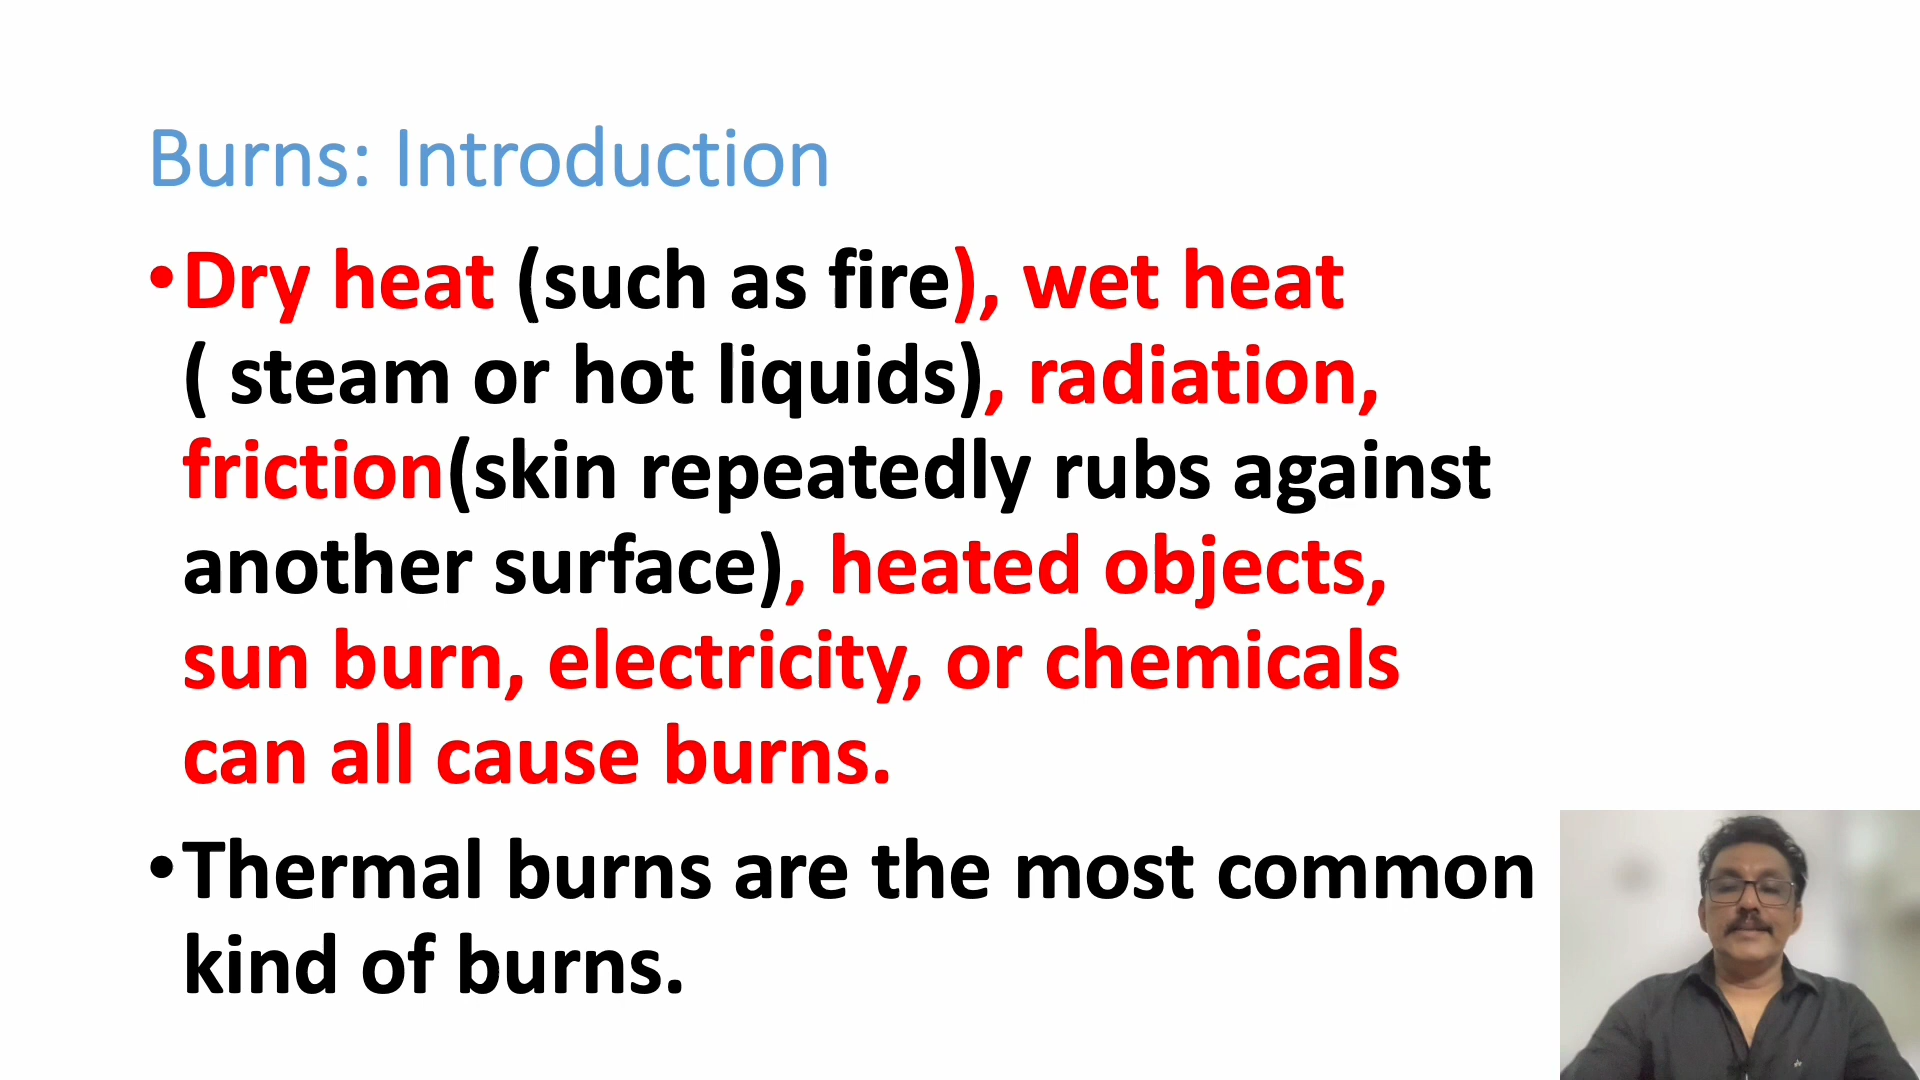 Burns: Introduction
•Dry heat (such as fire), wet heat
( steam or hot liquids), radiation,
friction(skin repeatedly rubs against
another surface), heated objects,
sun burn, electricity, or chemicals
can all cause burns.
•Thermal burns are the most common
kind of burns.